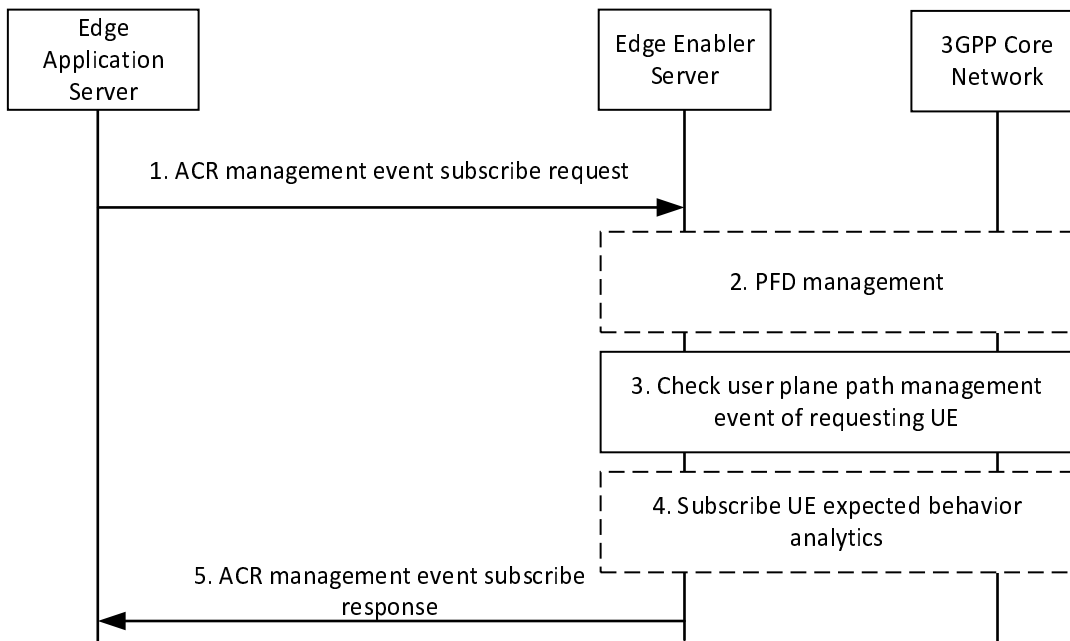 Edge
Application
Server
Edge Enabler
Server
3GPP Core
Network
1. ACR management event subscribe request
2. PFD management
3. Check user plane path management
event of requesting UE
4. Subscribe UE expected behavior
analytics
5. ACR management event subscribe
response